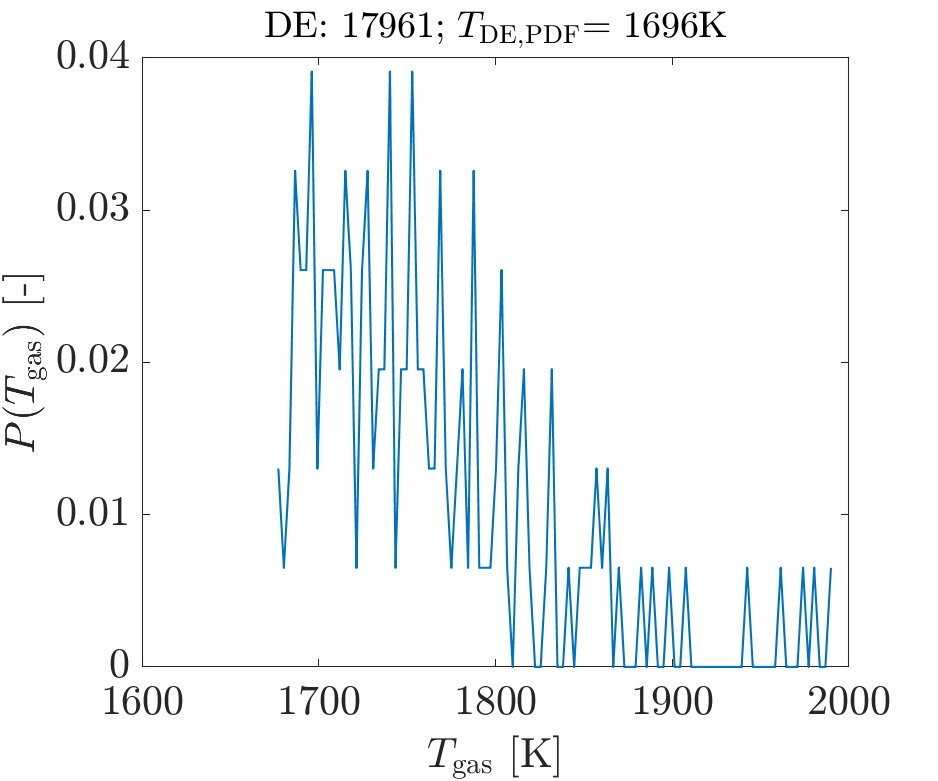 DE: 17961; T_DE,PDF= 1696K
0.04
0.03
0.02
0.01
0
P(T_gas) [-]
1600 1700 1800 1900 2000
T_gas [K]